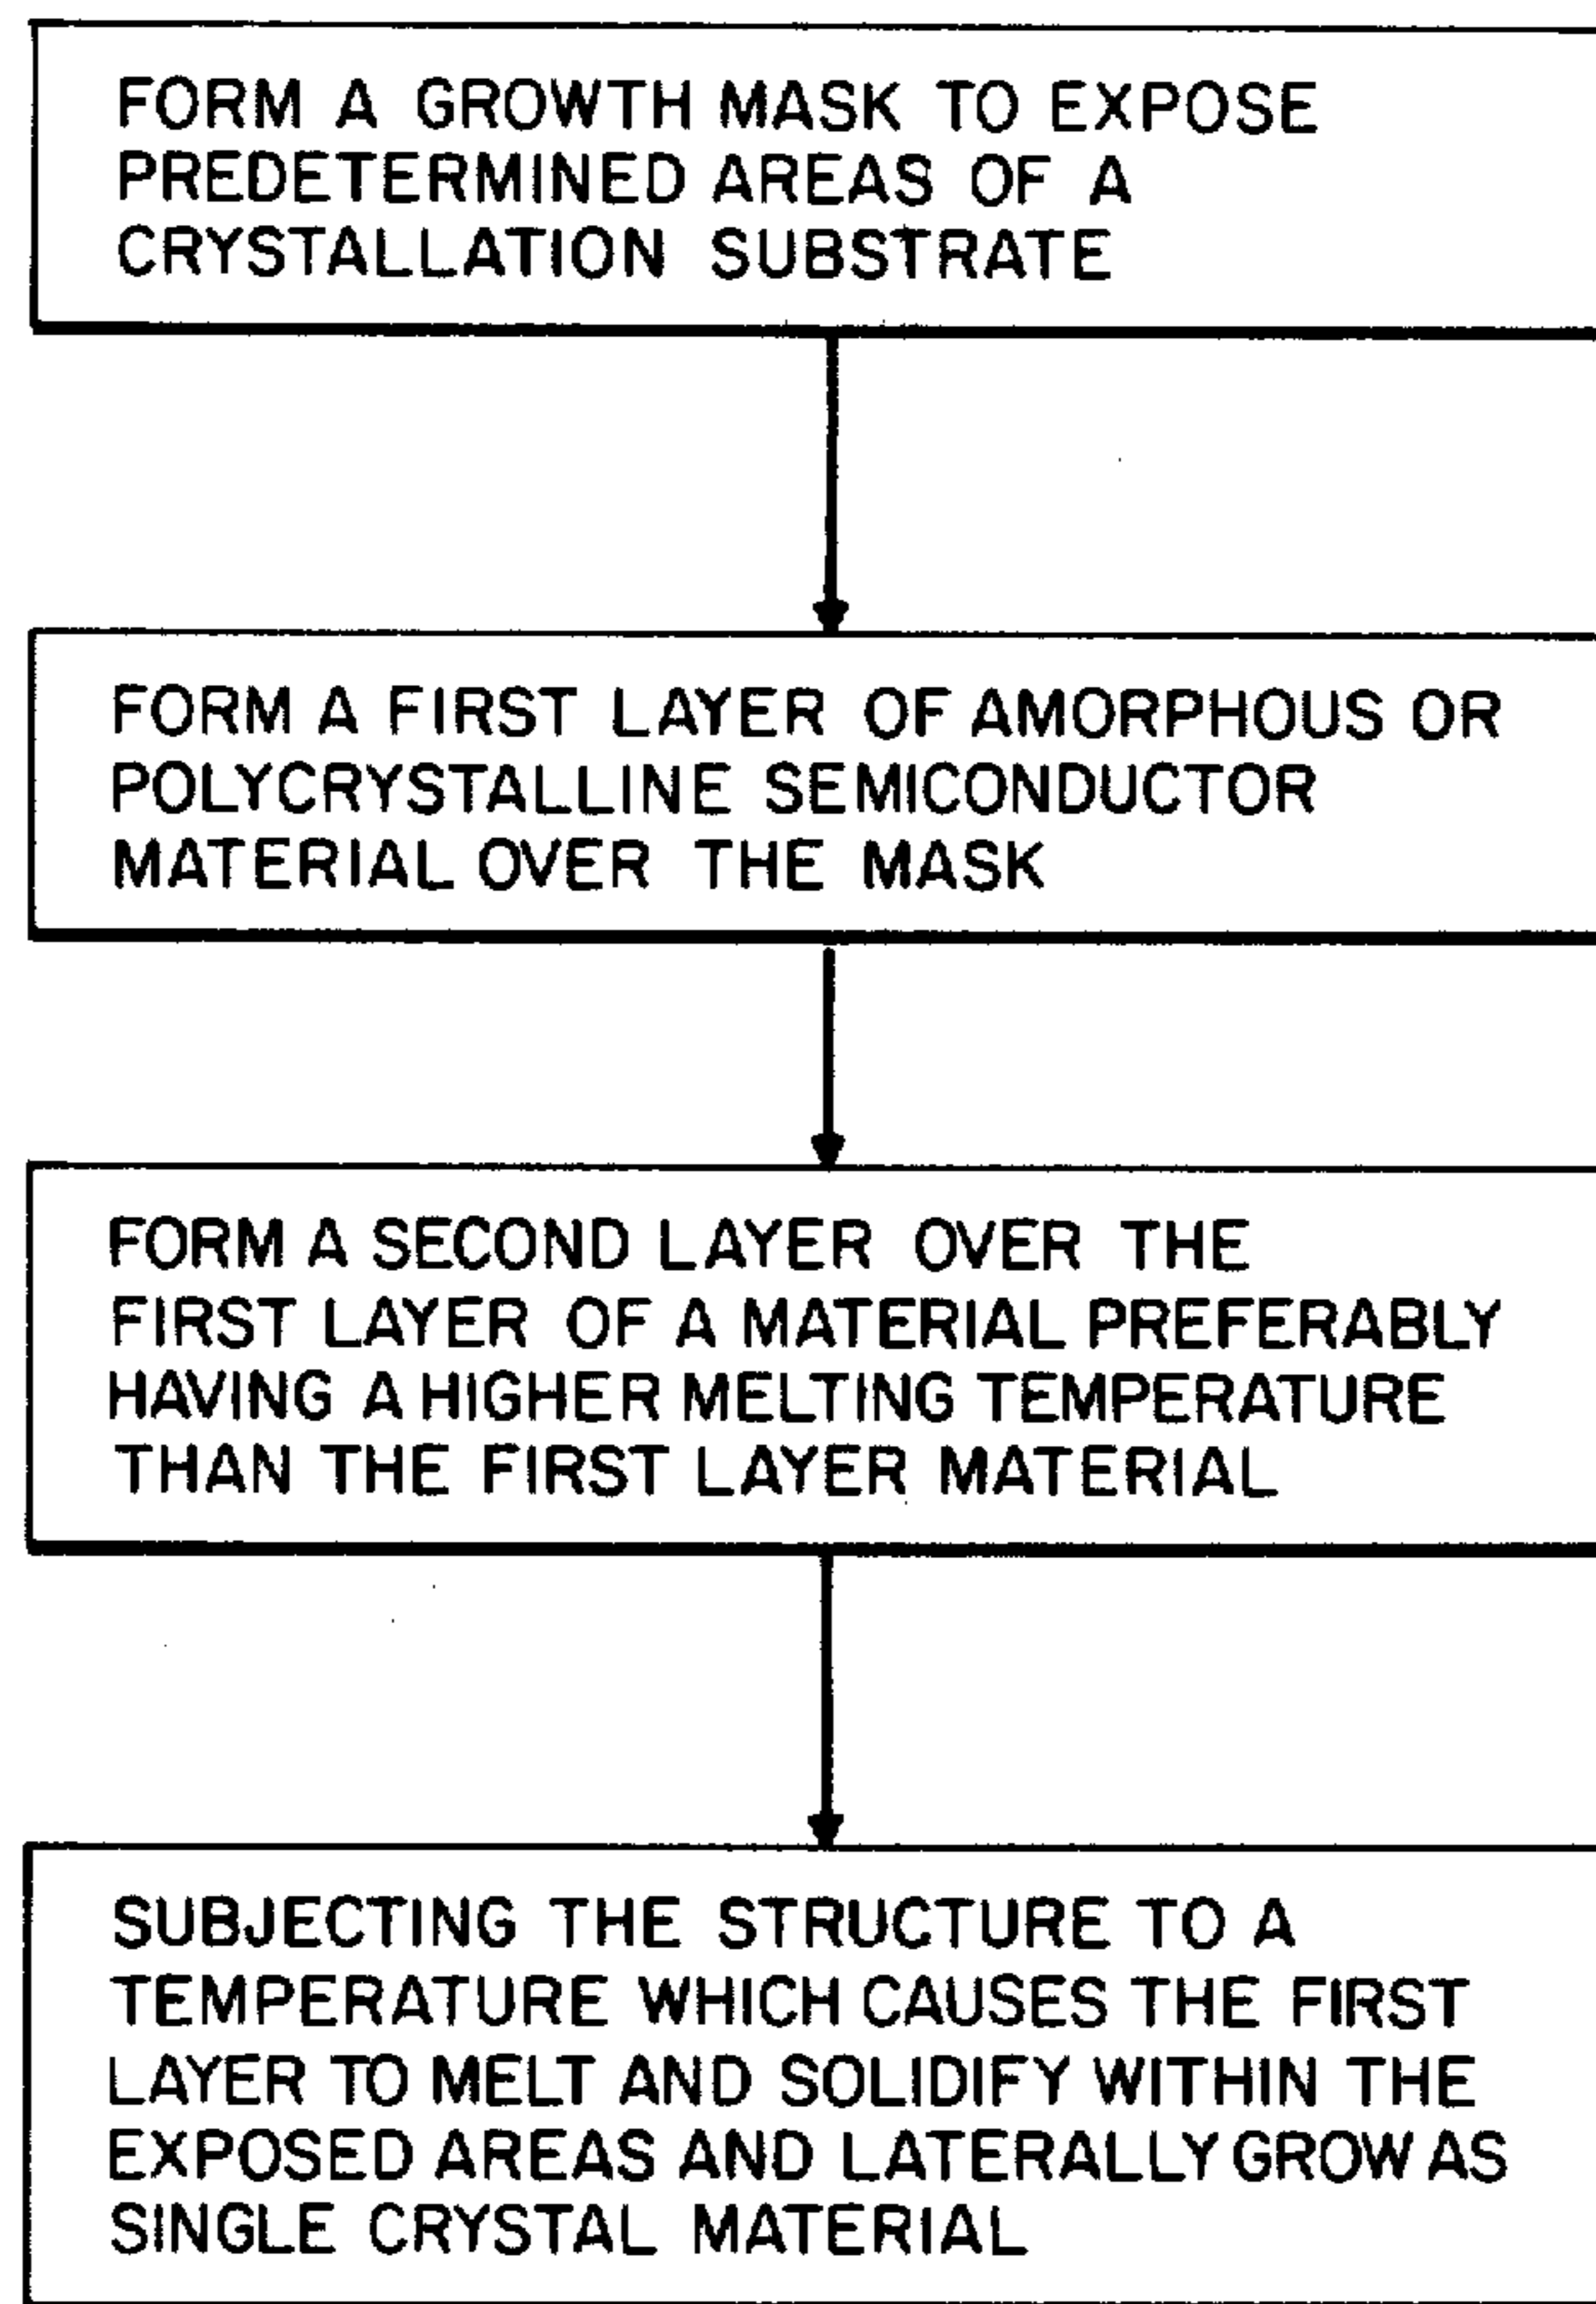 FORM A GROWTH MASK TO EXPOSE
PREDETERMINED AREAS OF A
CRYSTALLATION SUBSTRATE
FORM A FIRST LAYER OF AMORPHOUS OR
POLYCRYSTALLINE SEMICONDUCTOR
MATERIAL OVER THE MASK
FORM A SECOND LAYER OVER THE
FIRST LAYER OF A MATERIAL PREFERABLY
HAVING A HIGHER MELTING TEMPERATURE
THAN THE FIRST LAYER MATERIAL
SUBJECTING THE STRUCTURE TO A
TEMPERATURE WHICH CAUSES THE FIRST
LAYER TO MELT AND SOLIDIFY WITHIN THE
EXPOSED AREAS AND LATERALLY GROW AS
SINGLE CRYSTAL MATERIAL